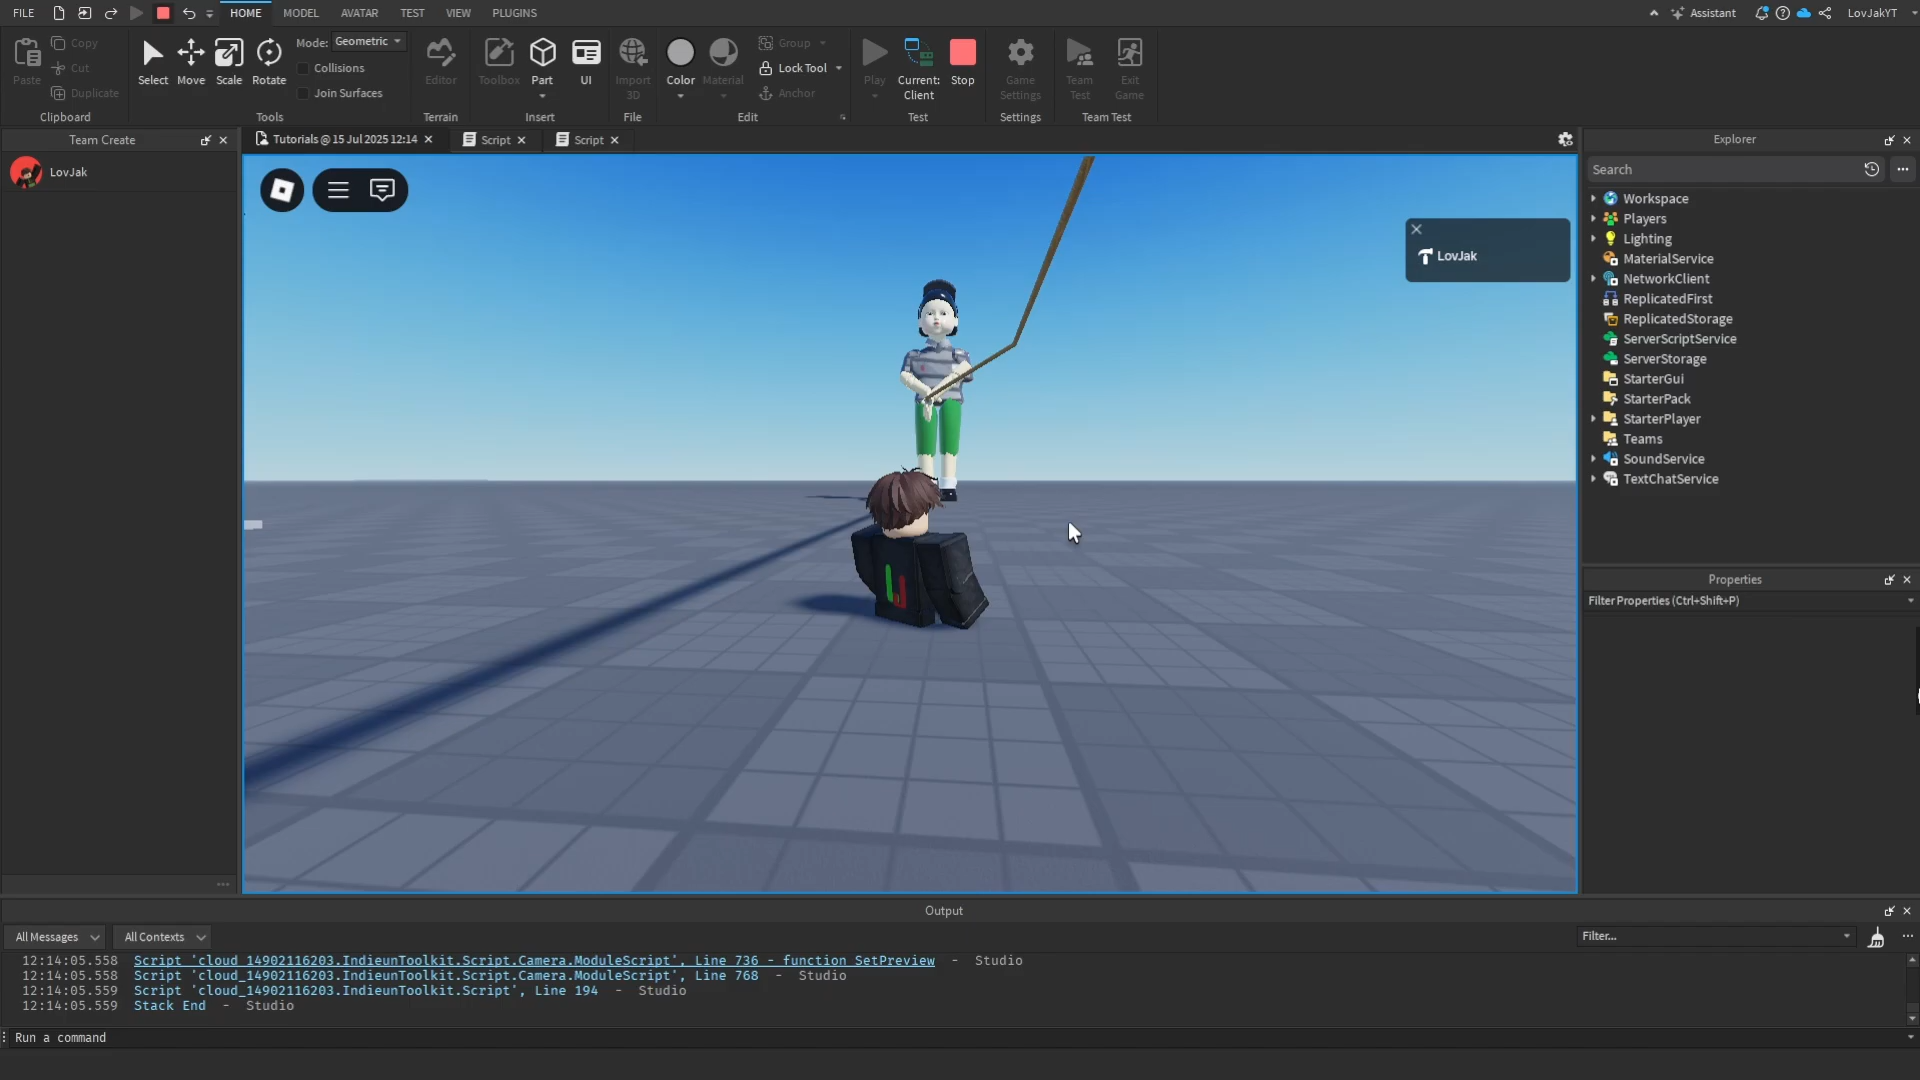 FILE
HOME
MODEL
AVATAR
TEST
VIEW
PLUGINS
Assistant
LovJakYT
Paste
Copy
Cut
Duplicate
Clipboard
Select
Move
Scale
Rotate
Mode: Geometric
Collisions
Join Surfaces
Tools
Editor
Terrain
Toolbox
Part
UI
Insert
Import
3D
File
Color
Material
Group
Lock Tool
Anchor
Edit
Play
Current:
Client
Stop
Test
Game
Settings
Settings
Team
Test
Exit
Game
Team Test
Team Create
Tutorials @ 15 Jul 2025 12:14
Script
Script
Explorer
LovJak
LovJak
Search
Workspace
Players
Lighting
MaterialService
NetworkClient
ReplicatedFirst
ReplicatedStorage
ServerScriptService
ServerStorage
StarterGui
StarterPack
StarterPlayer
Teams
SoundService
TextChatService
Properties
Filter Properties (Ctrl+Shift+P)
Output
All Messages
All Contexts
Filter...
12:14:05.558 Script 'cloud_14902116203.IndieunToolkit.Script.Camera.ModuleScript', Line 736 - function SetPreview - Studio
12:14:05.558 Script 'cloud_14902116203.IndieunToolkit.Script.Camera.ModuleScript', Line 768 - Studio
12:14:05.559 Script 'cloud_14902116203.IndieunToolkit.Script', Line 194 - Studio
12:14:05.559 Stack End - Studio
Run a command